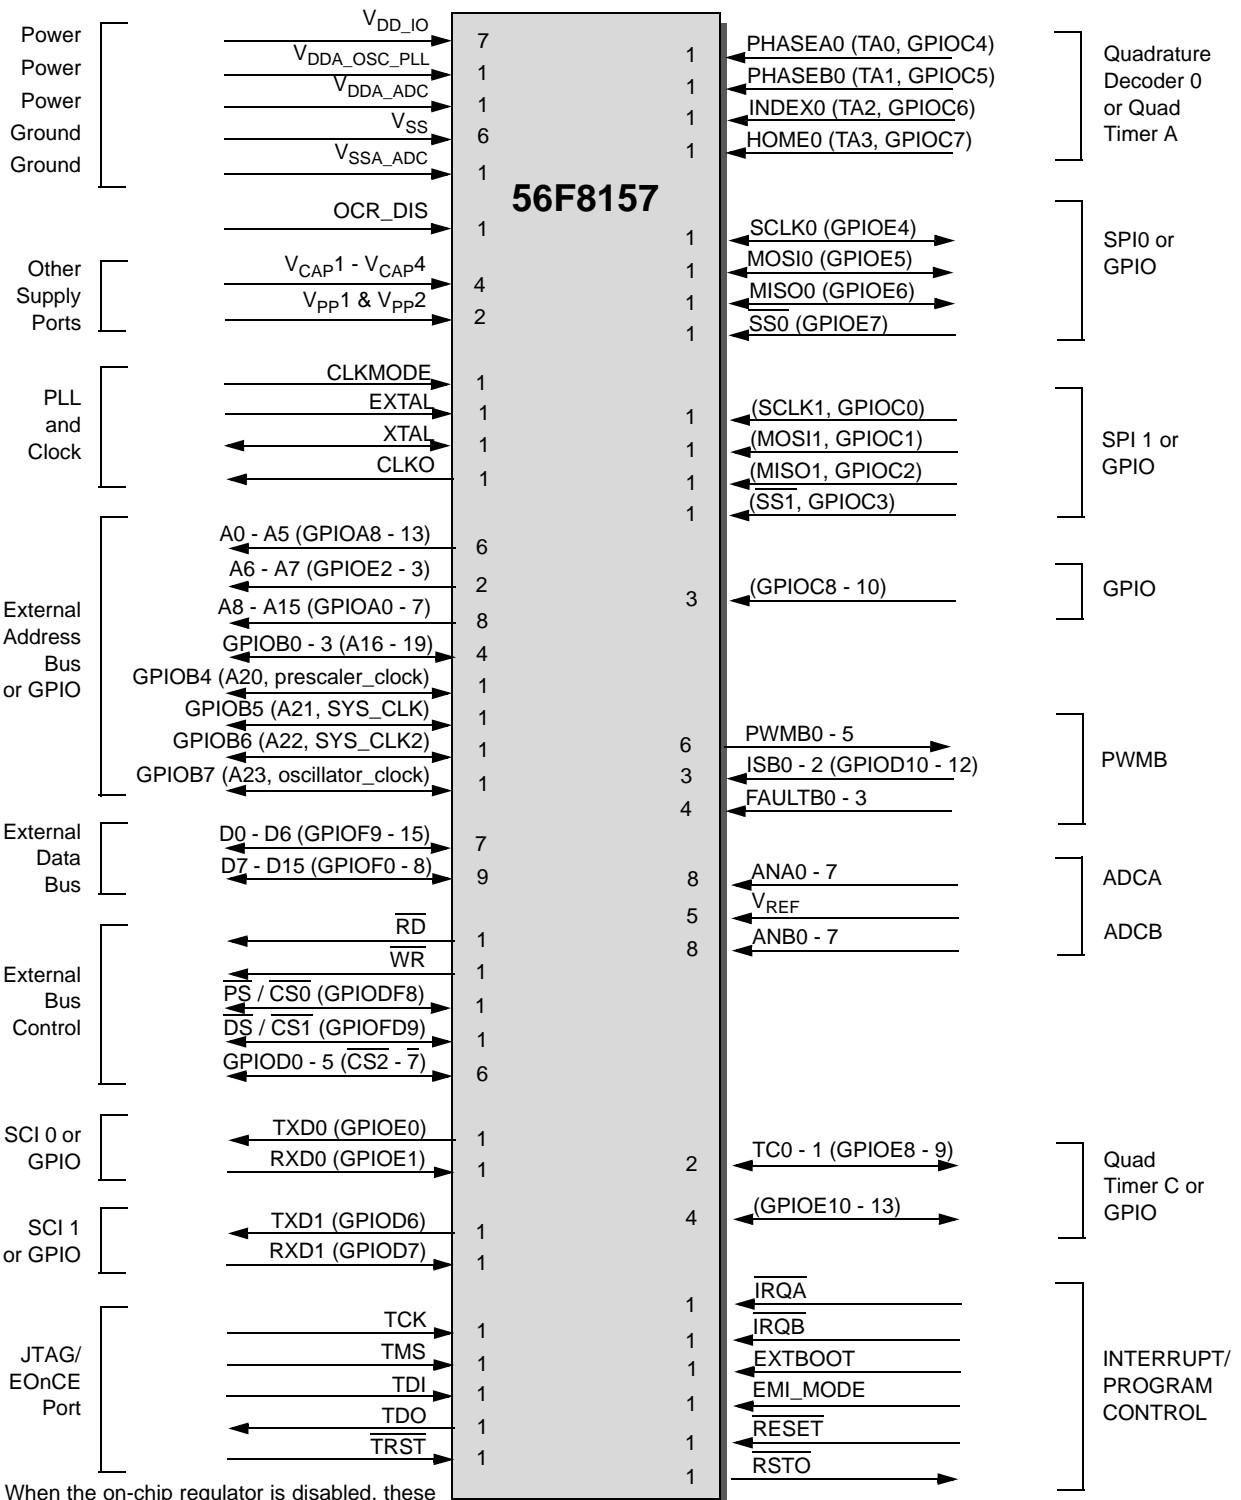 56F8157
Power
Power
Power
Ground
Ground
VDD_IO 7
VDDA_OSC_PLL 1
VDDA_ADC 1
VSS 6
VSSA_ADC 1
OCR_DIS 1
Other
Supply
Ports
VCAP1 - VCAP4 4
VPP1 & VPP2 2
PLL
and
Clock
CLKMODE 1
EXTAL 1
XTAL 1
CLKO 1
External
Address
Bus
or GPIO
A0 - A5 (GPIOA8 - 13) 6
A6 - A7 (GPIOE2 - 3) 2
A8 - A15 (GPIOA0 - 7) 8
GPIOB0 - 3 (A16 - 19) 4
GPIOB4 (A20, prescaler_clock) 1
GPIOB5 (A21, SYS_CLK) 1
GPIOB6 (A22, SYS_CLK2) 1
GPIOB7 (A23, oscillator_clock) 1
External
Data
Bus
D0 - D6 (GPIOF9 - 15) 7
D7 - D15 (GPIOF0 - 8) 9
External
Bus
Control
RD 1
WR 1
PS / CS0 (GPIODF8) 1
DS / CS1 (GPIOFD9) 1
GPIOD0 - 5 (CS2 - 7) 6
SCI 0 or
GPIO
TXD0 (GPIOE0) 1
RXD0 (GPIOE1) 1
SCI 1
or GPIO
TXD1 (GPIOD6) 1
RXD1 (GPIOD7) 1
JTAG/
EOnCE
Port
TCK 1
TMS 1
TDI 1
TDO 1
TRST 1
When the on-chip regulator is disabled, these
1 PHASEA0 (TA0, GPIOC4)
1 PHASEB0 (TA1, GPIOC5)
1 INDEX0 (TA2, GPIOC6)
1 HOME0 (TA3, GPIOC7)
Quadrature
Decoder 0
or Quad
Timer A
1 SCLK0 (GPIOE4)
1 MOSI0 (GPIOE5)
1 MISO0 (GPIOE6)
1 SS0 (GPIOE7)
SPI0 or
GPIO
1 (SCLK1, GPIOC0)
1 (MOSI1, GPIOC1)
1 (MISO1, GPIOC2)
1 (SS1, GPIOC3)
SPI 1 or
GPIO
3 (GPIOC8 - 10)
GPIO
6 PWMB0 - 5
3 ISB0 - 2 (GPIOD10 - 12)
4 FAULTB0 - 3
PWMB
8 ANA0 - 7
5 VREF
8 ANB0 - 7
ADCA
ADCB
2 TC0 - 1 (GPIOE8 - 9)
4 (GPIOE10 - 13)
Quad
Timer C or
GPIO
1 IRQA
1 IRQB
1 EXTBOOT
1 EMI_MODE
1 RESET
1 RSTO
INTERRUPT/
PROGRAM
CONTROL